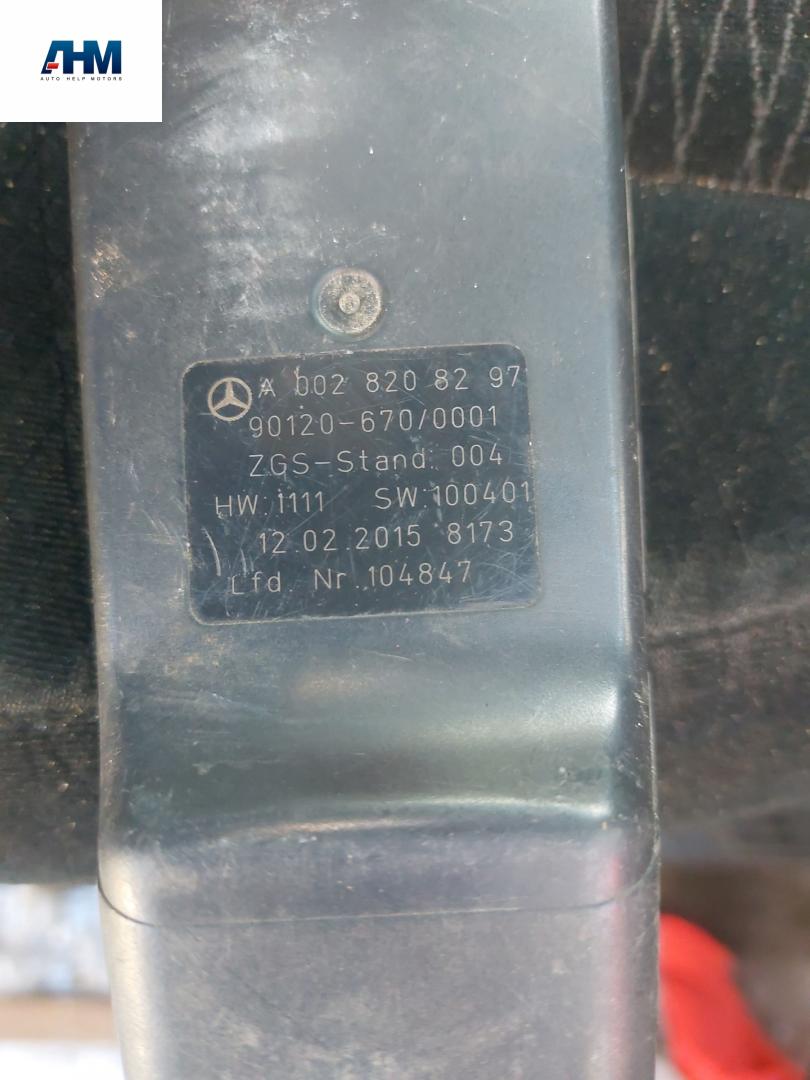 AHM
AUTO HELP MOTORS
A 002 820 82 97
90120-670/0001
ZGS-Stand: 004
HW:1111 SW:100401
12.02.2015 8173
Lfd. Nr.:104847